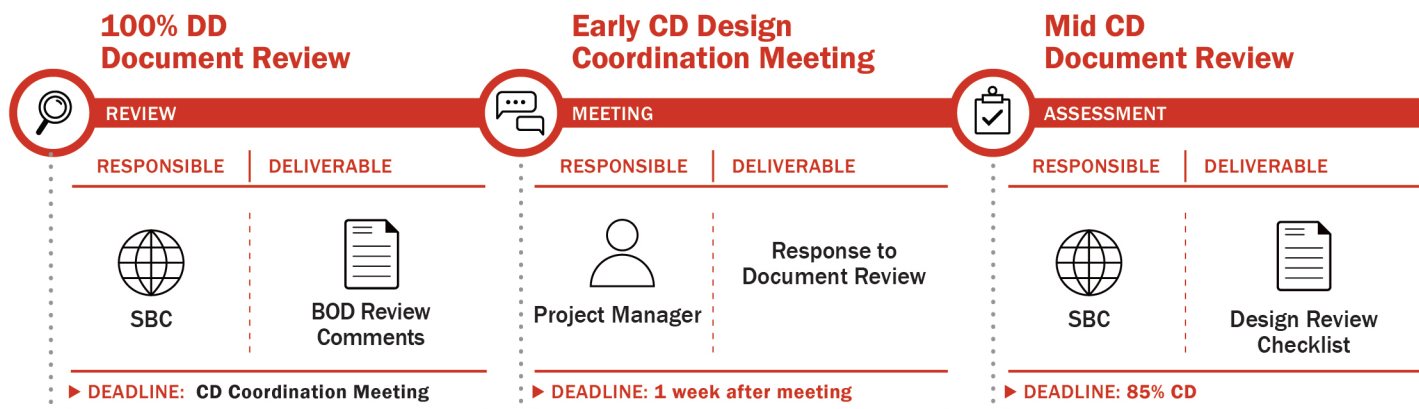 100% DD
Document Review
REVIEW
RESPONSIBLE
DELIVERABLE
SBC
BOD Review
Comments
DEADLINE: CD Coordination Meeting
Early CD Design
Coordination Meeting
MEETING
RESPONSIBLE
DELIVERABLE
Project Manager
Response to
Document Review
DEADLINE: 1 week after meeting
Mid CD
Document Review
ASSESSMENT
RESPONSIBLE
DELIVERABLE
SBC
Design Review
Checklist
DEADLINE: 85% CD